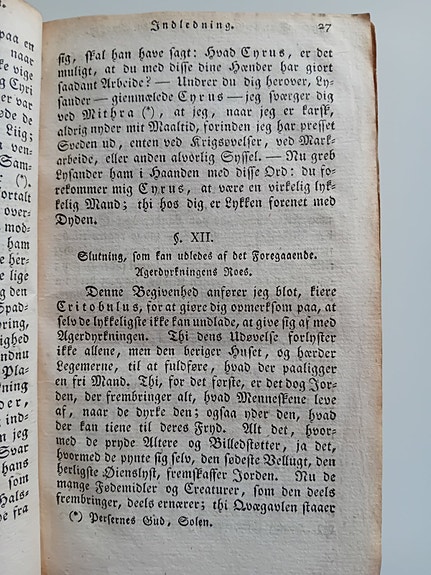 Indledning. 27
sig, skal han have sagt: Hvad Cyrus, er det
muligt, at du med disse dine Hænder har giort
saadant Arbeide? — Undrer du dig herover, Ly-
sander — gienmælede Cyrus — jeg sværger dig
ved Mithra (*), at jeg, naar jeg er karsk,
aldrig nyder mit Maaltid, forinden jeg har presset
Sveden ud, enten ved Krigsøvelser, ved Mark-
arbeide, eller anden alvorlig Syssel. — Nu greb
Lysander ham i Haanden med disse Ord: du fo-
rekommer mig Cyrus, at være en virkelig lyk-
kelig Mand; thi hos dig er Lykken forenet med
Dyden.
§. XII.
Slutning, som kan udledes af det Foregaaende.
Agerdyrkningens Roes.
Denne Begivenhed anfører jeg blot, kiere
Critobulus, for at giøre dig opmerksom paa, at
selv de lykkeligste ikke kan undlade, at give sig af med
Agerdyrkningen. Thi dens Udøvelse forlyster
ikke allene, men den beriger Huset, og hærder
Legemerne, til at fuldføre, hvad der paaligger
en fri Mand. Thi, for det første, er det dog Jor-
den, der frembringer alt, hvad Menneskene leve
af, naar de dyrke den; ogsaa yder den, hvad
der kan tiene til deres Fryd. Alt det, hvor-
med de pryde Altere og Billedstøtter, ja det,
hvormed de pynte sig selv, den sødeste Vellugt, den
herligste Øienslyst, fremskaffer Jorden. Nu de
mange Fødemidler og Creaturer, som den deels
frembringer, deels ernærer; thi Qvægavlen staaer
(*) Persernes Gud, Solen.